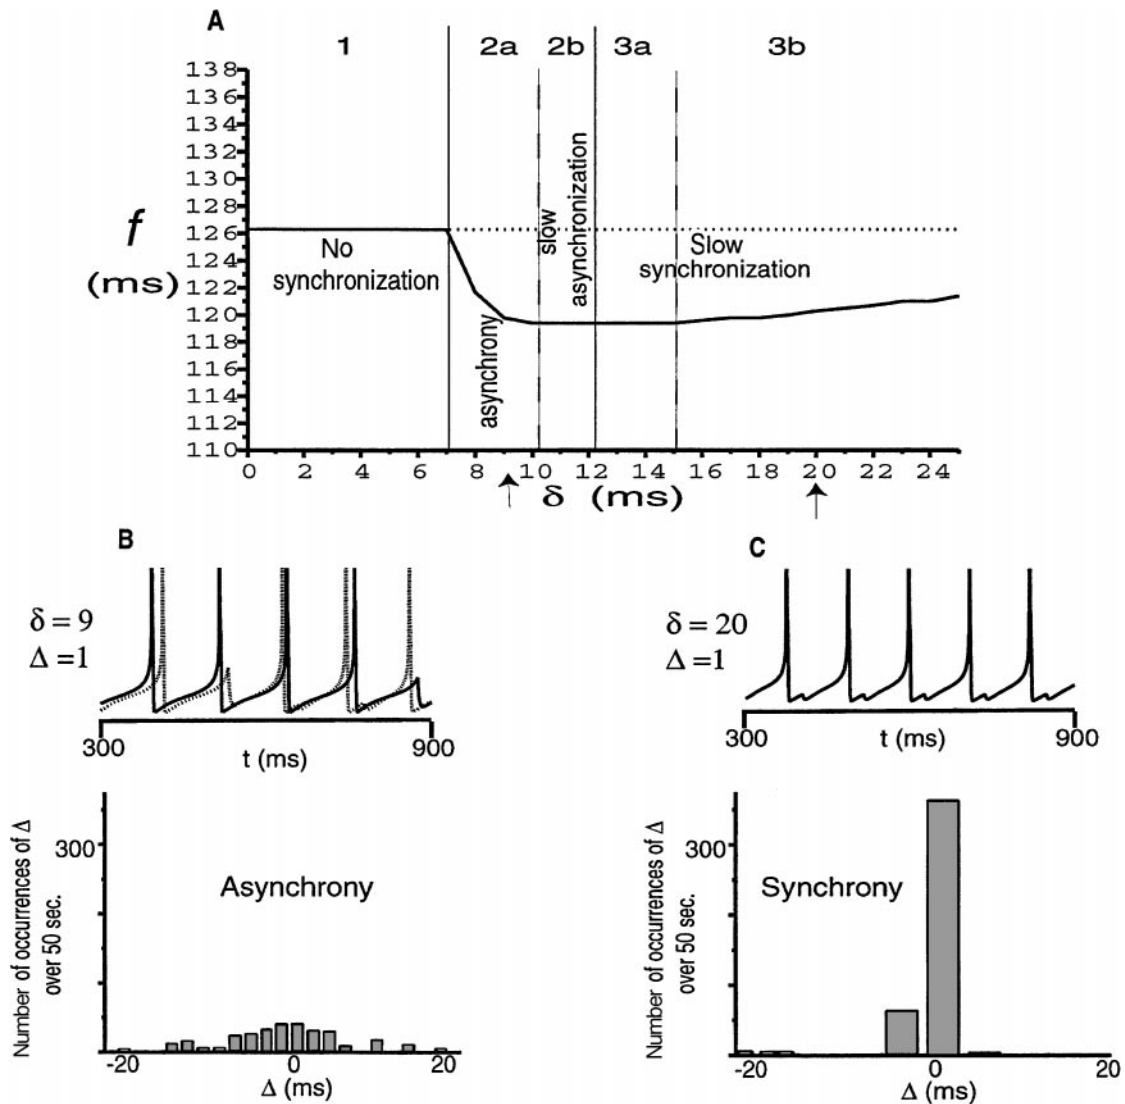 A
1 2a 2b 3a 3b
138
136
134
132
130
128
126
124
122
120
118
116
114
112
110
f
(ms)
No
synchronization
asynchrony
slow
asynchronization
Slow
synchronization
0 2 4 6 8 10 12 14 16 18 20 22 24
δ (ms)
B
δ = 9
Δ =1
300 900
t (ms)
Number of occurrences of Δ
over 50 sec.
300
Asynchrony
-20 0 20
Δ (ms)
C
δ = 20
Δ =1
300 900
t (ms)
Number of occurrences of Δ
over 50 sec.
300
Synchrony
-20 0 20
Δ (ms)